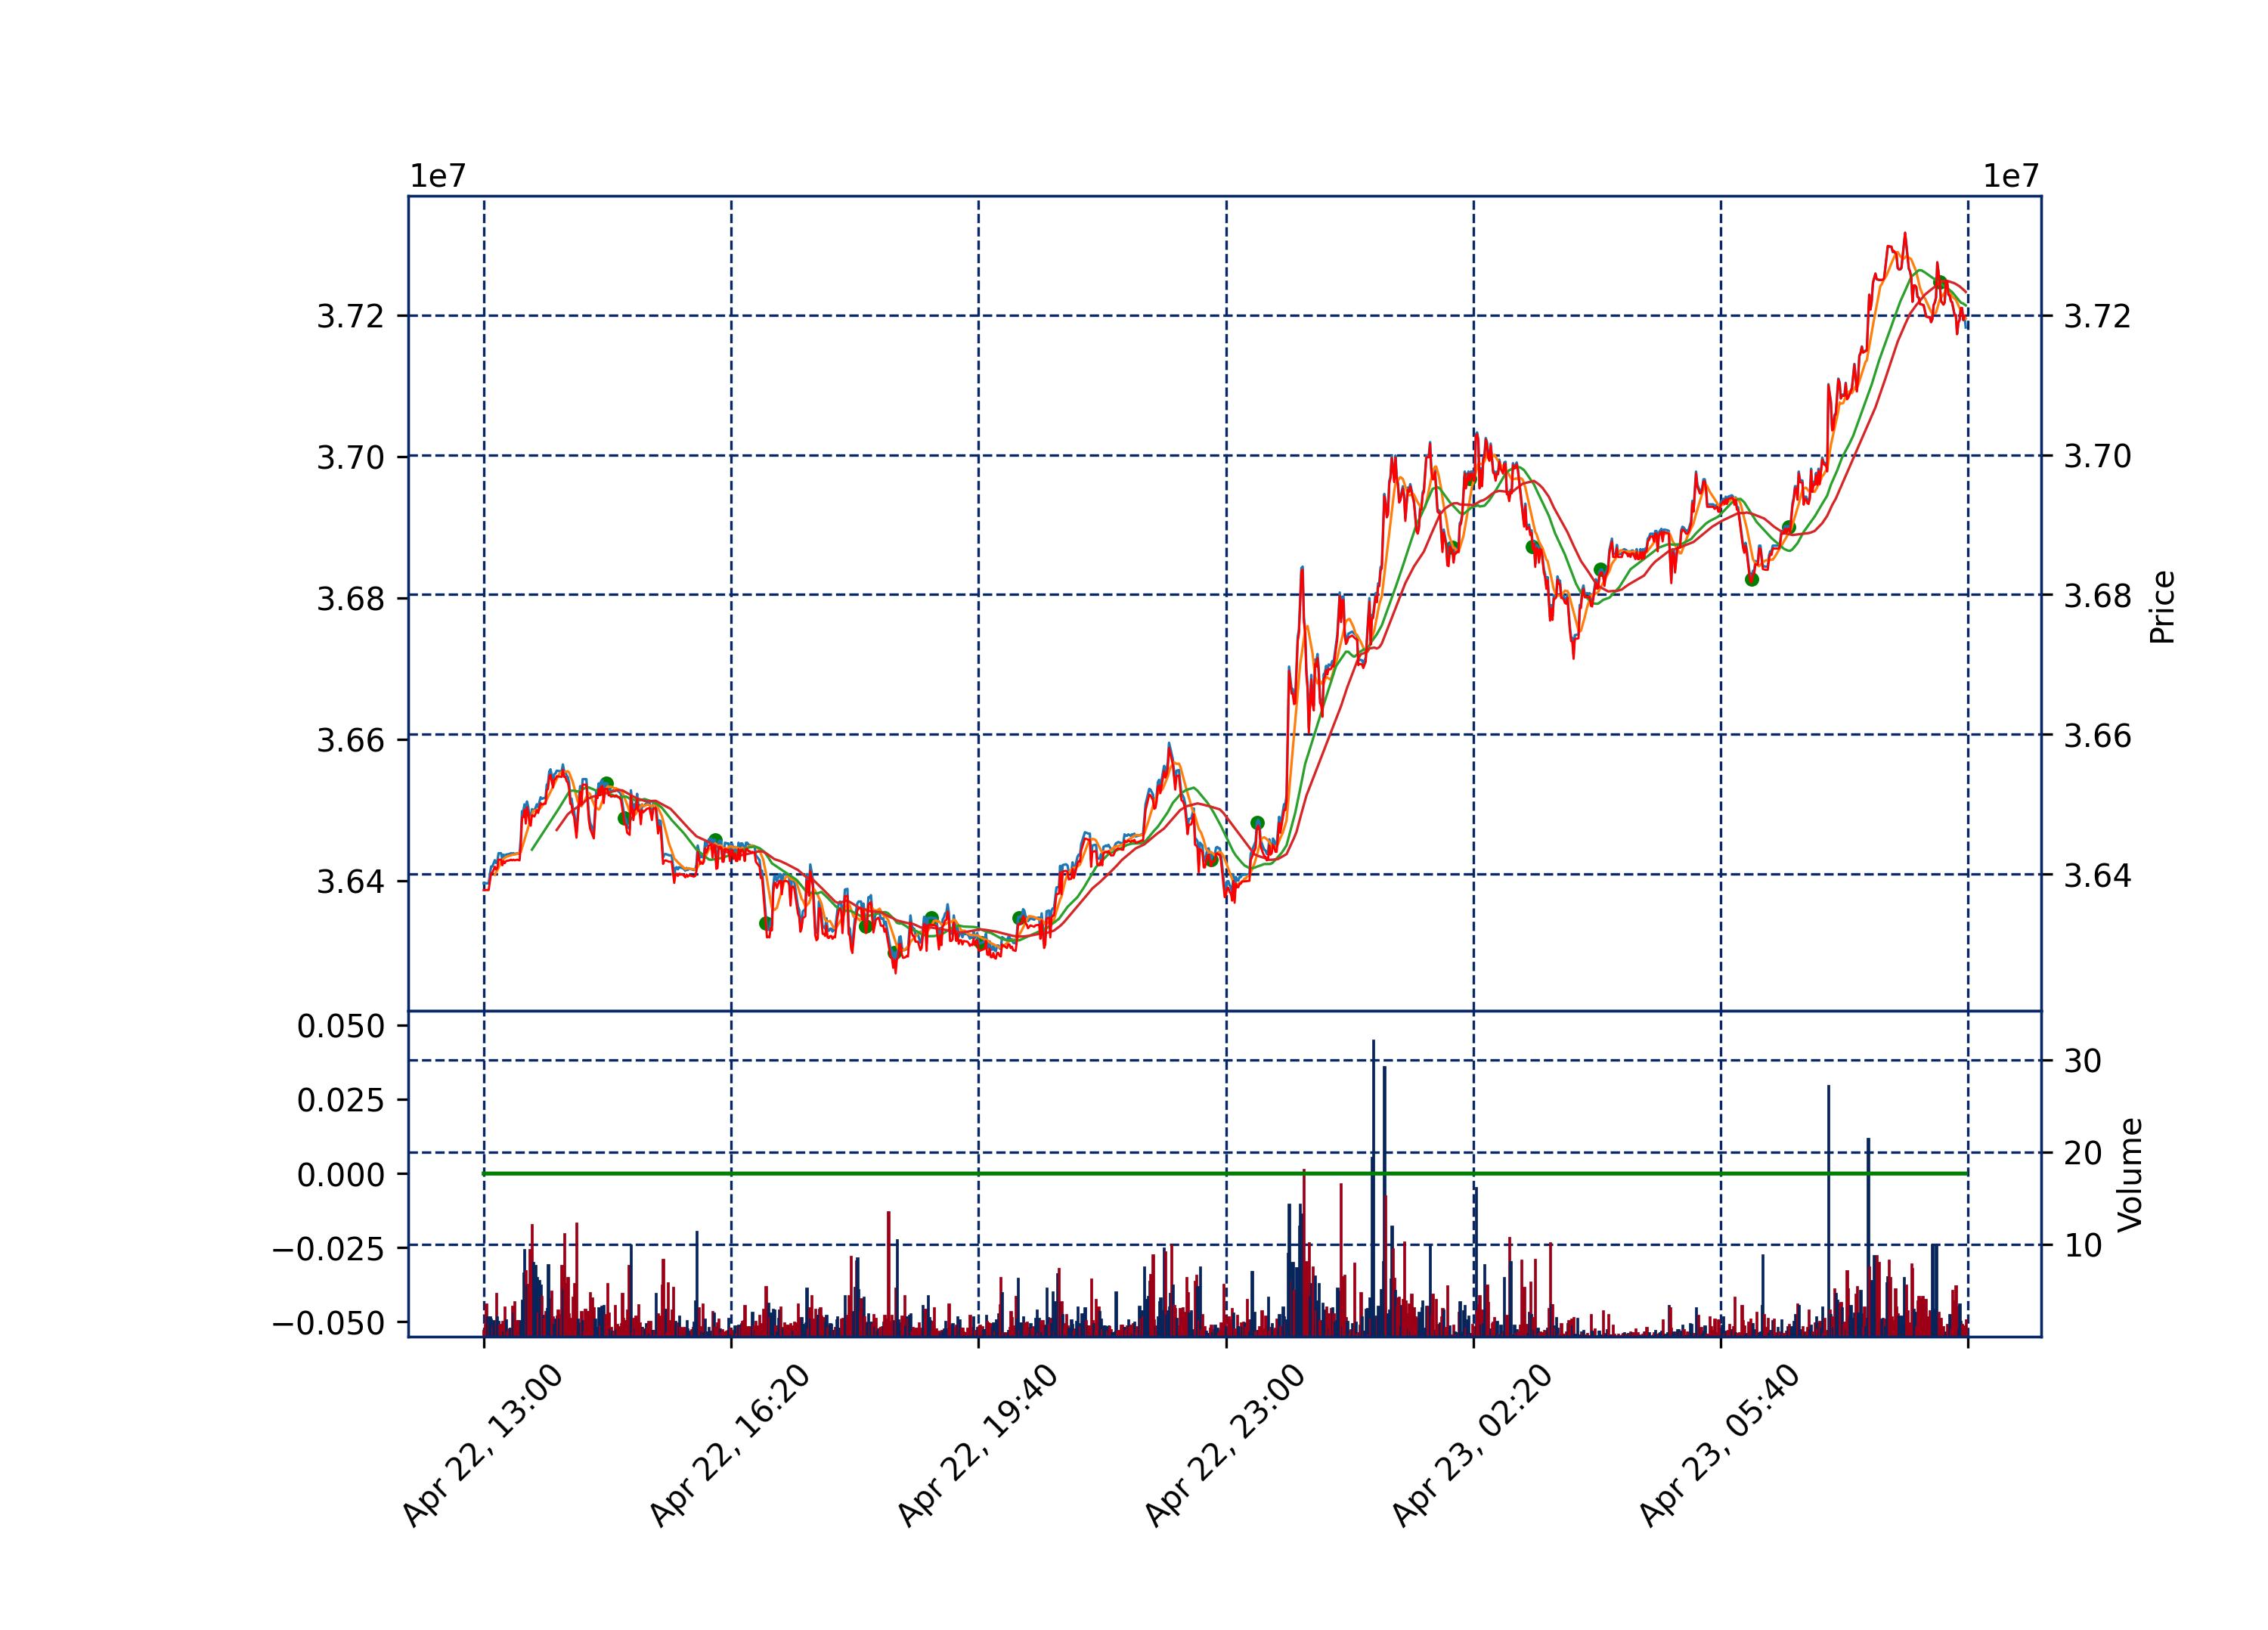 1e7
1e7
3.72
3.70
3.68
3.66
3.64
3.72
3.70
3.68
3.66
3.64
Price
0.050
0.025
0.000
−0.025
−0.050
30
20
10
Volume
Apr 22, 13:00
Apr 22, 16:20
Apr 22, 19:40
Apr 22, 23:00
Apr 23, 02:20
Apr 23, 05:40